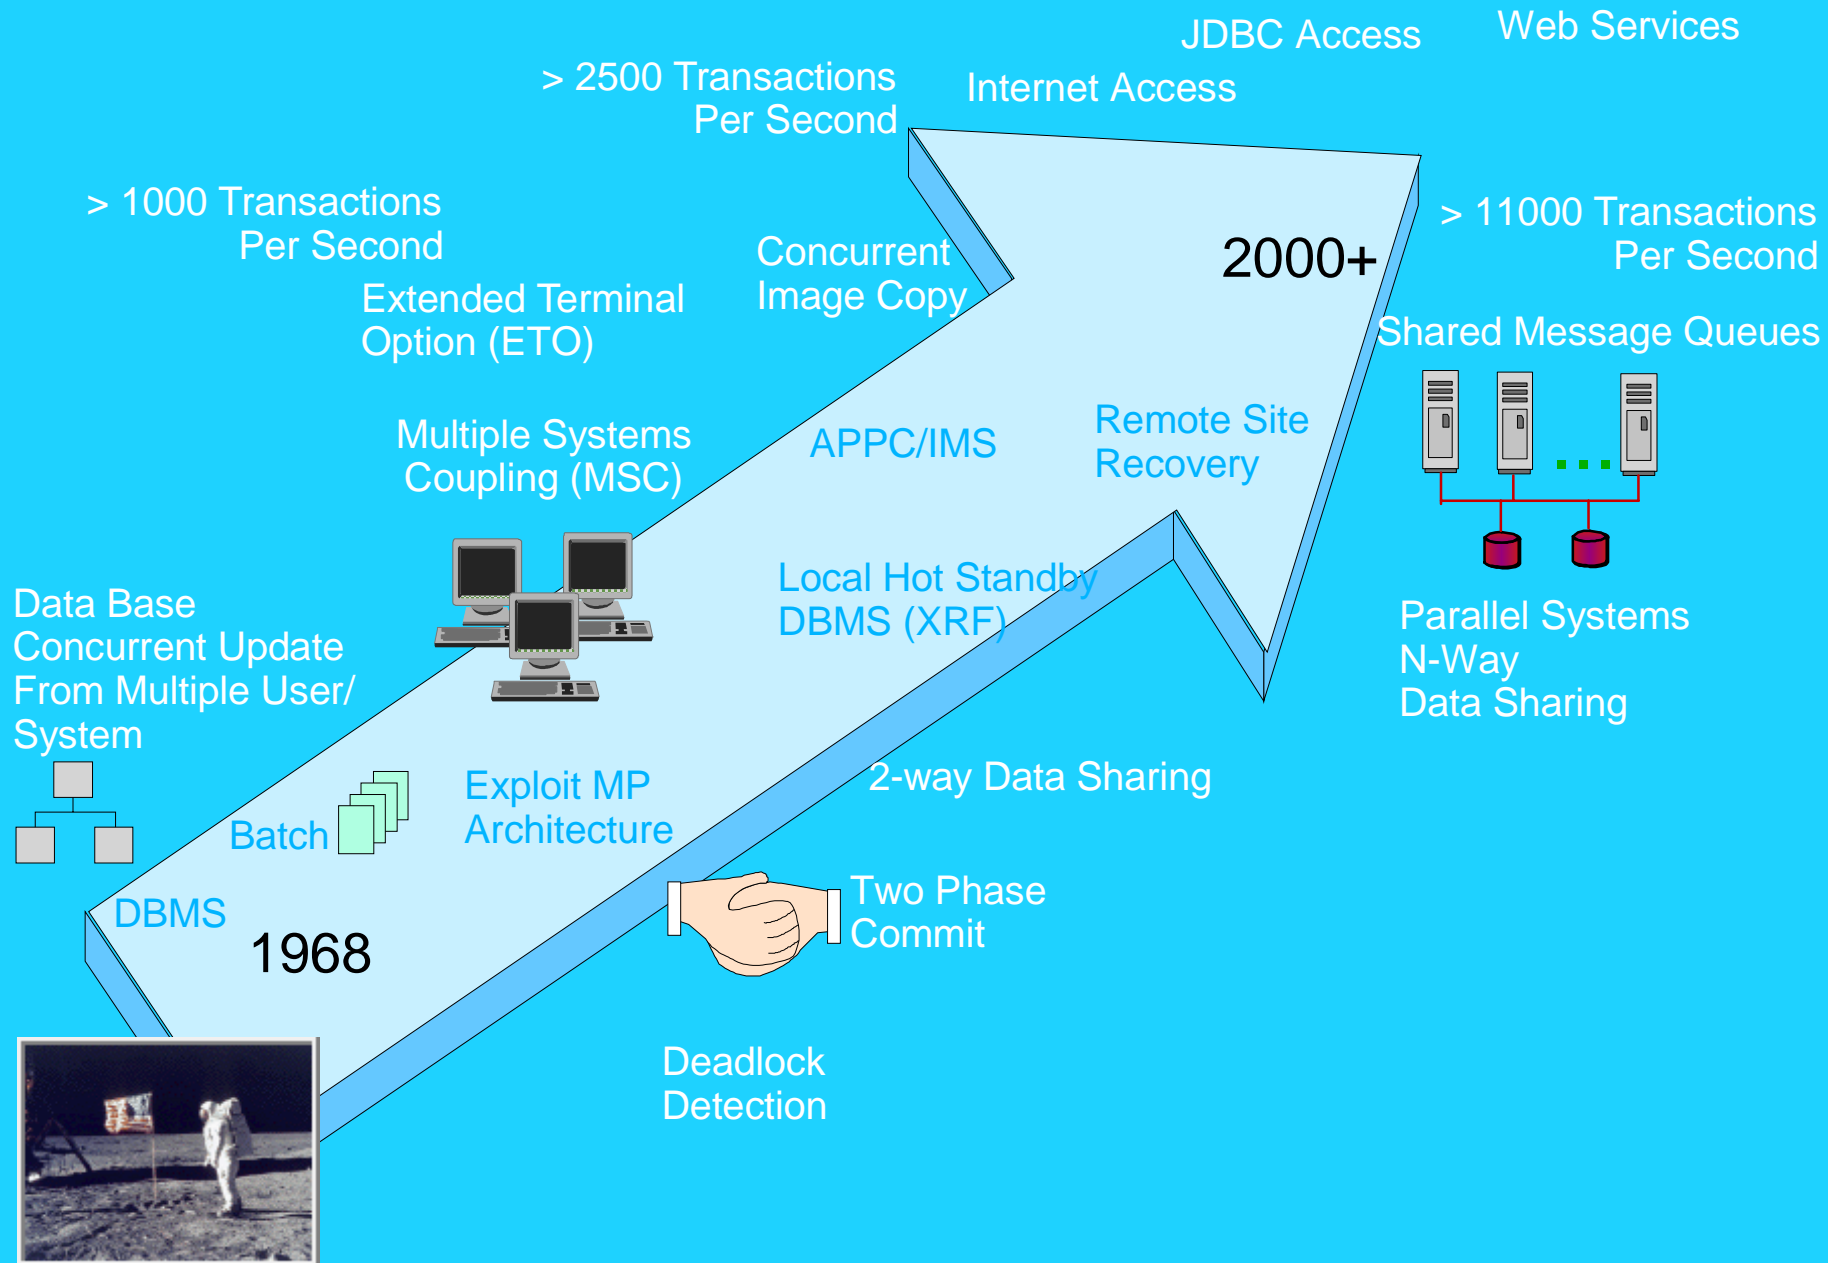 JDBC Access
Web Services
> 2500 Transactions
Per Second
Internet Access
> 1000 Transactions
Per Second
> 11000 Transactions
Per Second
Concurrent
Image Copy
2000+
Extended Terminal
Option (ETO)
Shared Message Queues
Multiple Systems
Coupling (MSC)
APPC/IMS
Remote Site
Recovery
Local Hot Standby
DBMS (XRF)
Data Base
Concurrent Update
From Multiple User/
System
Parallel Systems
N-Way
Data Sharing
2-way Data Sharing
Exploit MP
Architecture
Batch
DBMS
1968
Two Phase
Commit
Deadlock
Detection